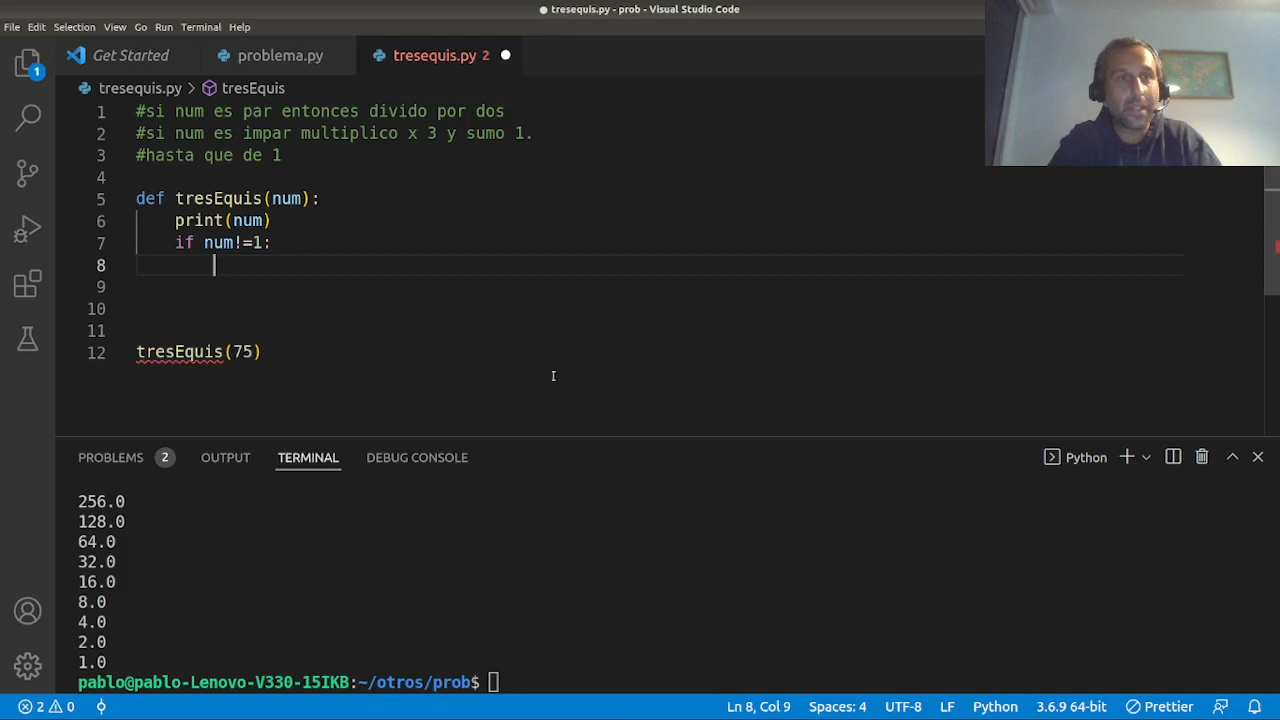 tresequis.py - prob - Visual Studio Code
File Edit Selection View Go Run Terminal Help
Get Started problema.py tresequis.py 2
1
tresequis.py > tresEquis
1 #si num es par entonces divido por dos
2 #si num es impar multiplico x 3 y sumo 1.
3 #hasta que de 1
4
5 def tresEquis(num):
6 print(num)
7 if num!=1:
8
9
10
11
12 tresEquis(75)
PROBLEMS 2 OUTPUT TERMINAL DEBUG CONSOLE Python
256.0
128.0
64.0
32.0
16.0
8.0
4.0
2.0
1.0
pablo@pablo-Lenovo-V330-15IKB:~/otros/prob$
2 0 Ln 8, Col 9 Spaces: 4 UTF-8 LF Python 3.6.9 64-bit Prettier